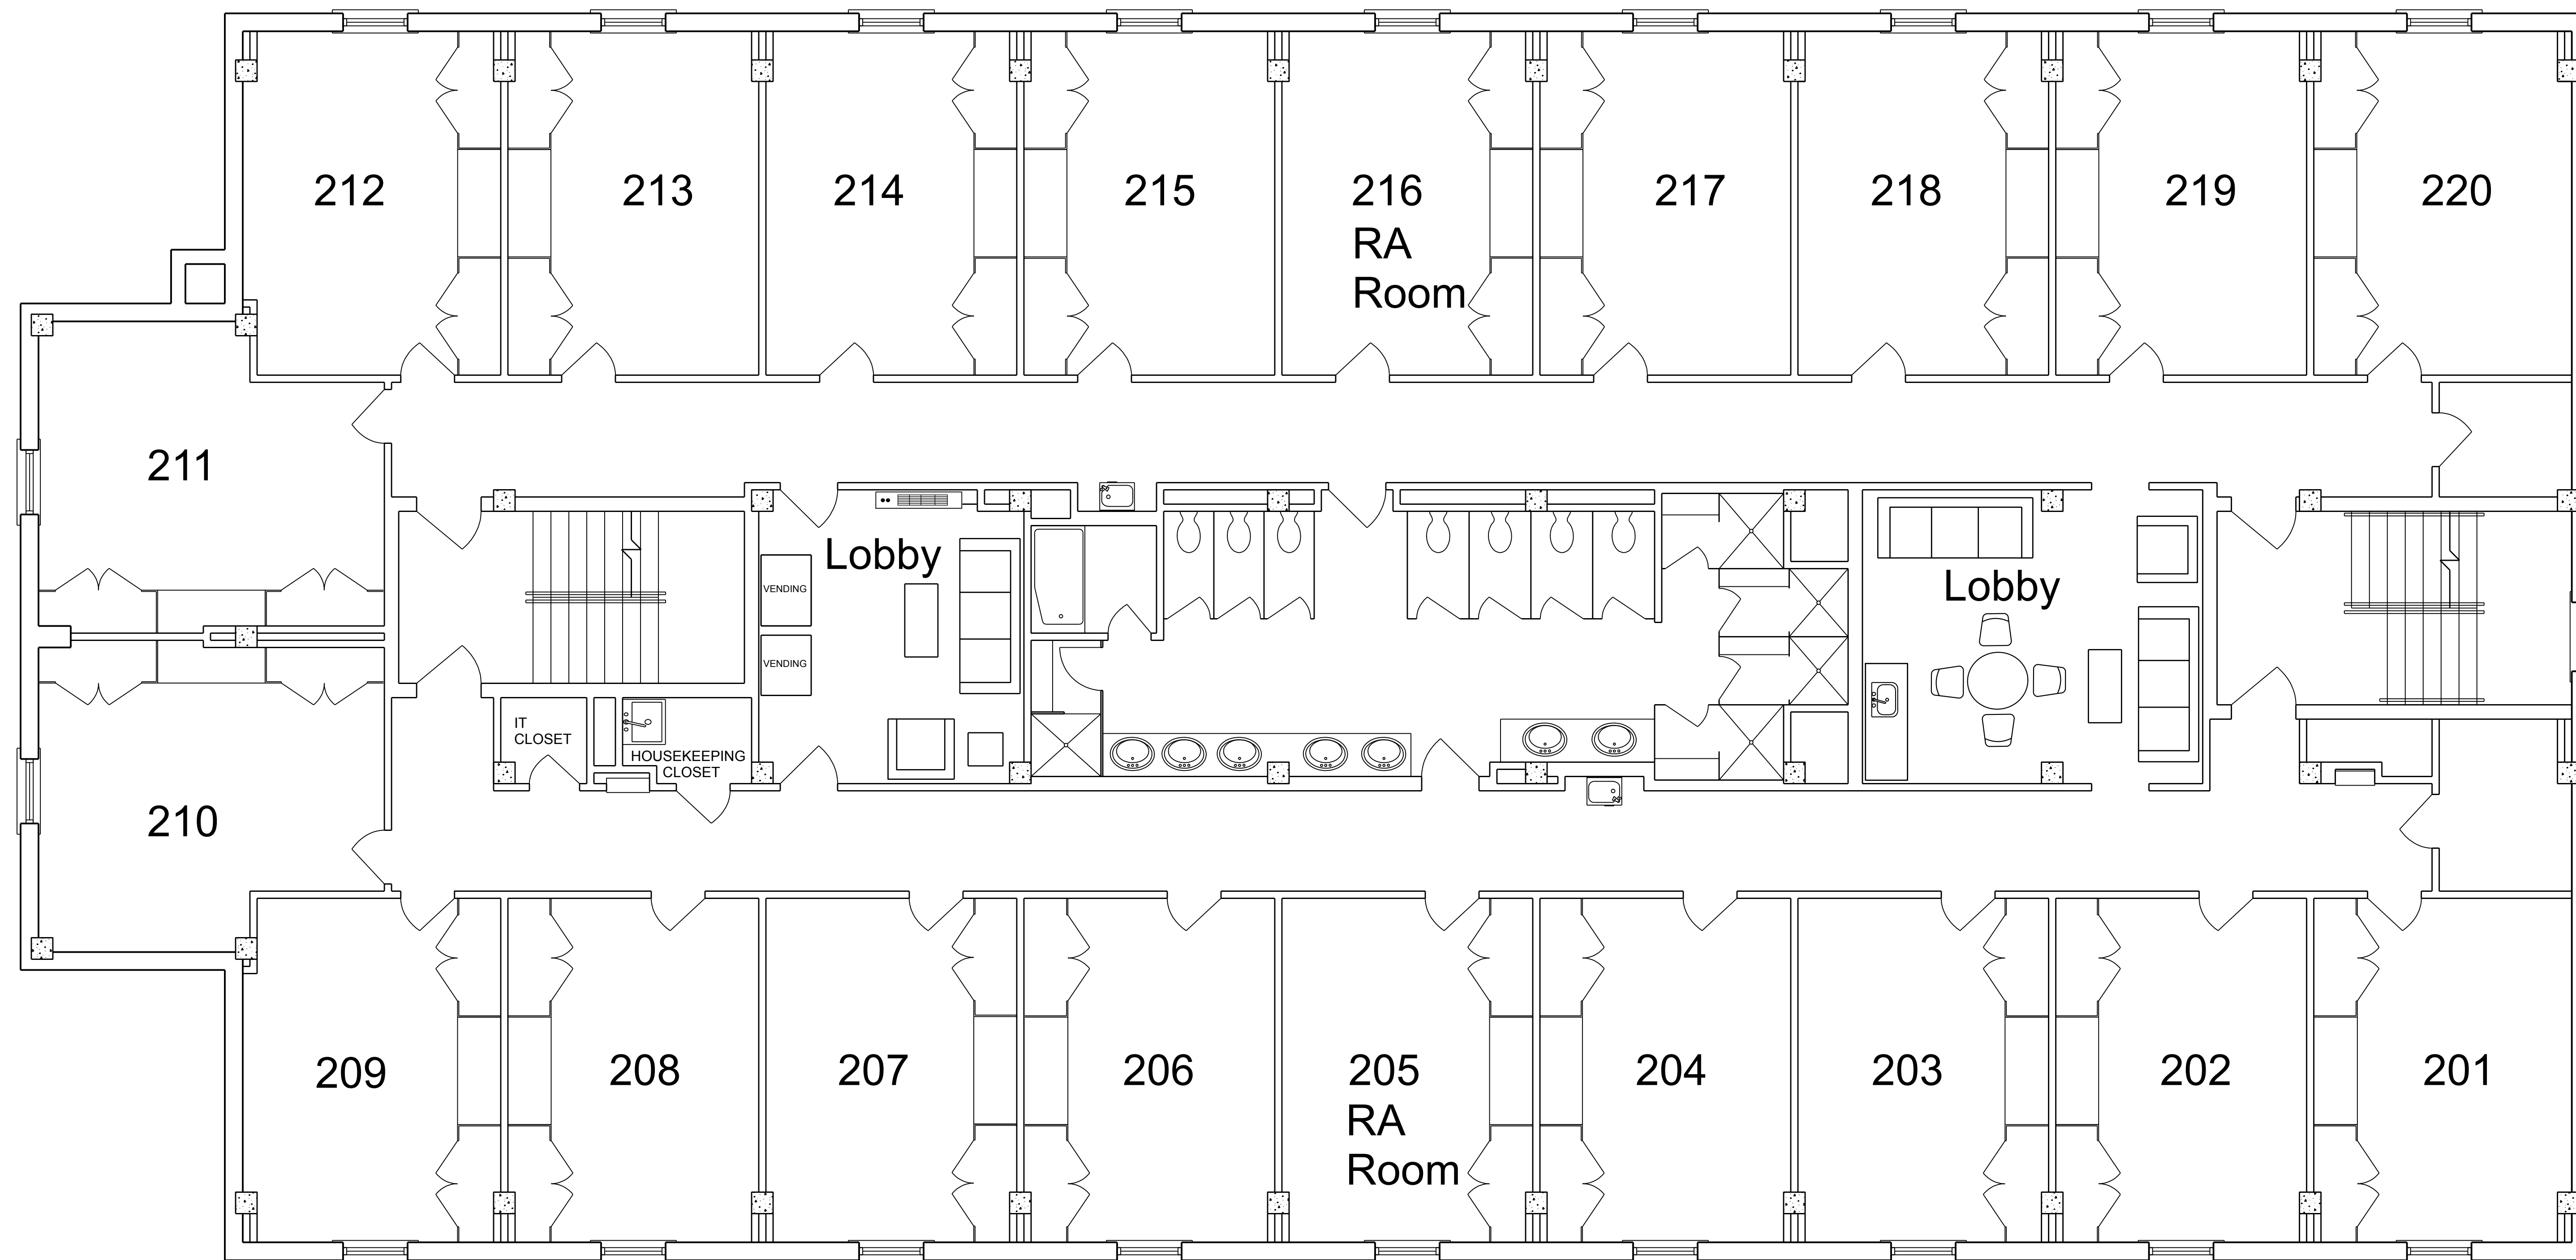 212
213
214
215
216
RA
Room
217
218
219
220
211
Lobby
VENDING
VENDING
Lobby
IT
CLOSET
HOUSEKEEPING
CLOSET
210
209
208
207
206
205
RA
Room
204
203
202
201